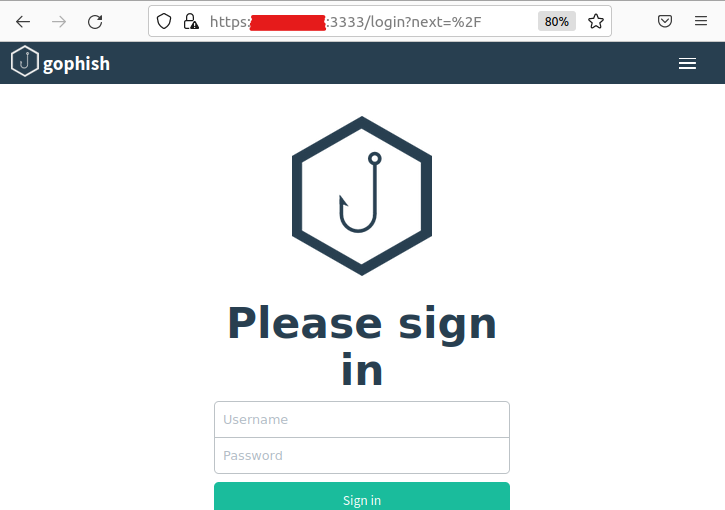 https:
:3333/login?next=%2F
80%
gophish
Please sign
in
Username
Password
Sign in